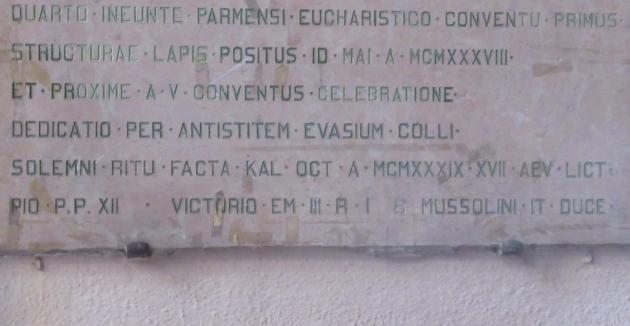 QUARTO·INEUNTE·PARMENSI·EUCHARISTICO·CONVENTU·PRIMUS·
STRUCTURAE·LAPIS·POSITUS·ID·MAI·A·MCMXXXVIII·
ET·PROXIME·A·V·CONVENTUS·CELEBRATIONE·
DEDICATIO·PER·ANTISTITEM·EVASIUM·COLLI·
SOLEMNI·RITU·FACTA·KAL·OCT·A·MCMXXXIX·XVII·AEV·LICT·
PIO·P.P. XII · VICTORIO·EM·III·R·I MUSSOLINI·IT·DUCE·